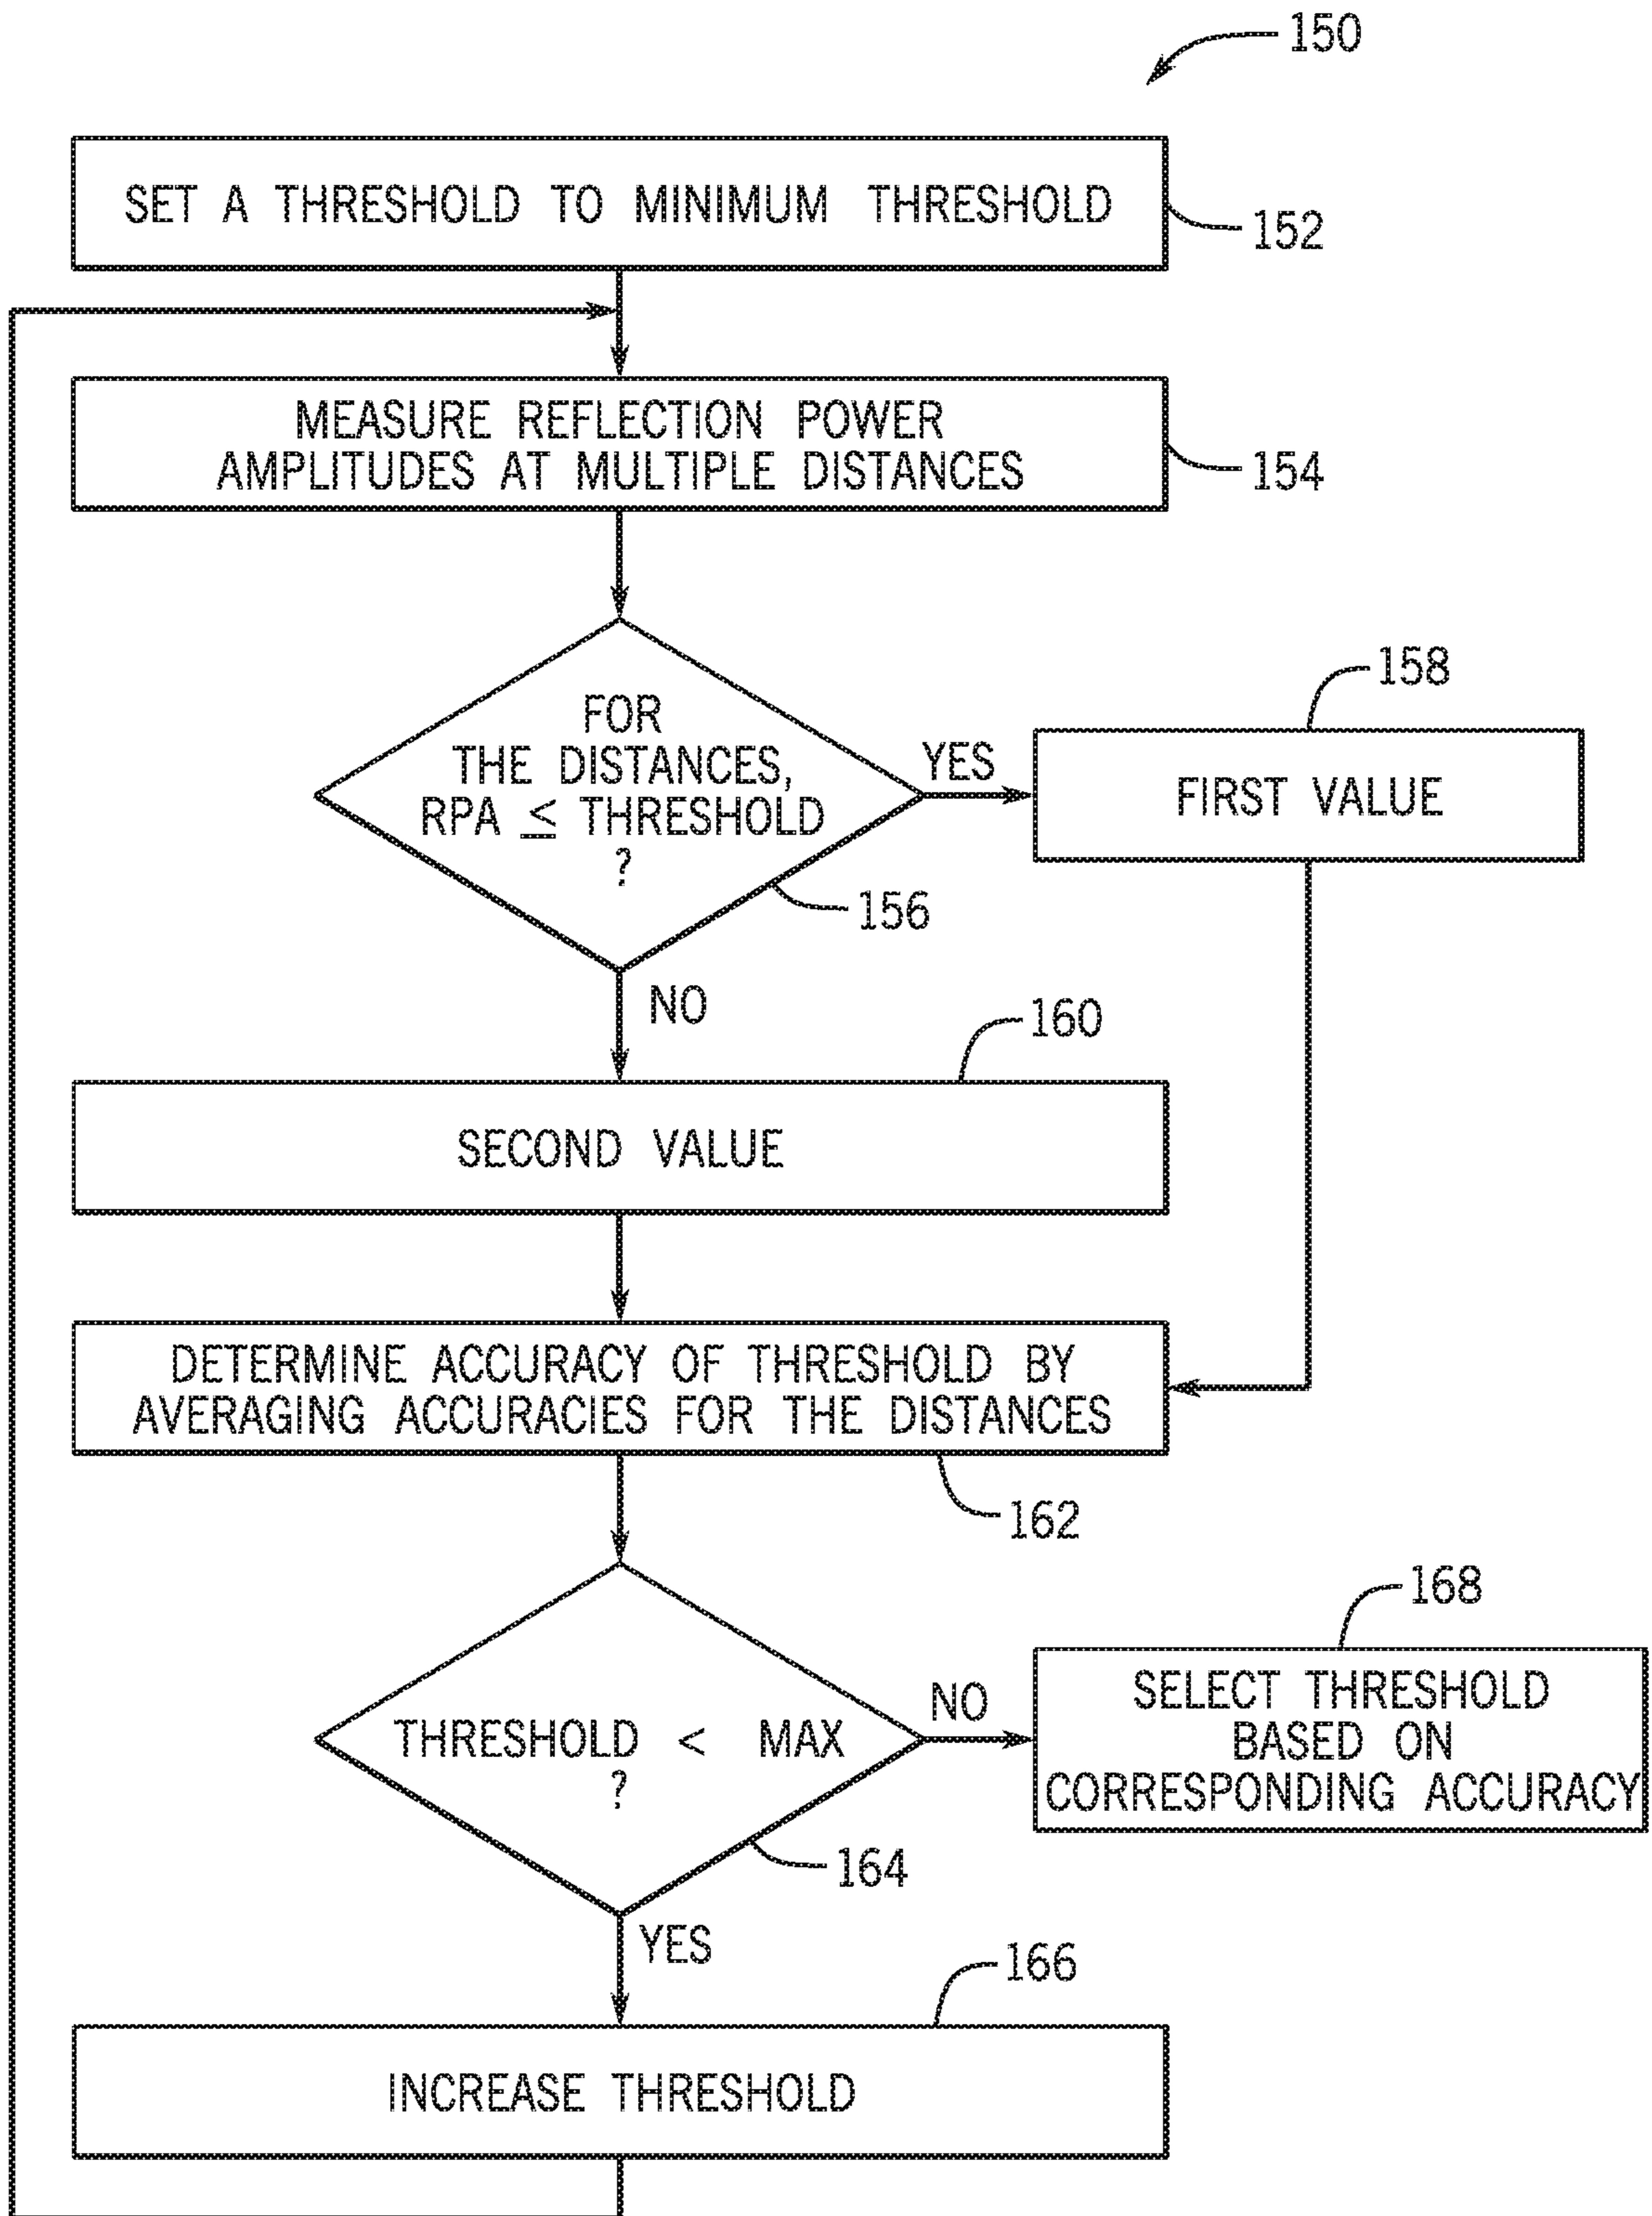 150
SET A THRESHOLD TO MINIMUM THRESHOLD
152
MEASURE REFLECTION POWER
AMPLITUDES AT MULTIPLE DISTANCES
154
FOR
THE DISTANCES,
RPA ≤ THRESHOLD
?
156
YES
158
FIRST VALUE
NO
160
SECOND VALUE
DETERMINE ACCURACY OF THRESHOLD BY
AVERAGING ACCURACIES FOR THE DISTANCES
162
THRESHOLD < MAX
?
164
NO
168
SELECT THRESHOLD
BASED ON
CORRESPONDING ACCURACY
YES
166
INCREASE THRESHOLD